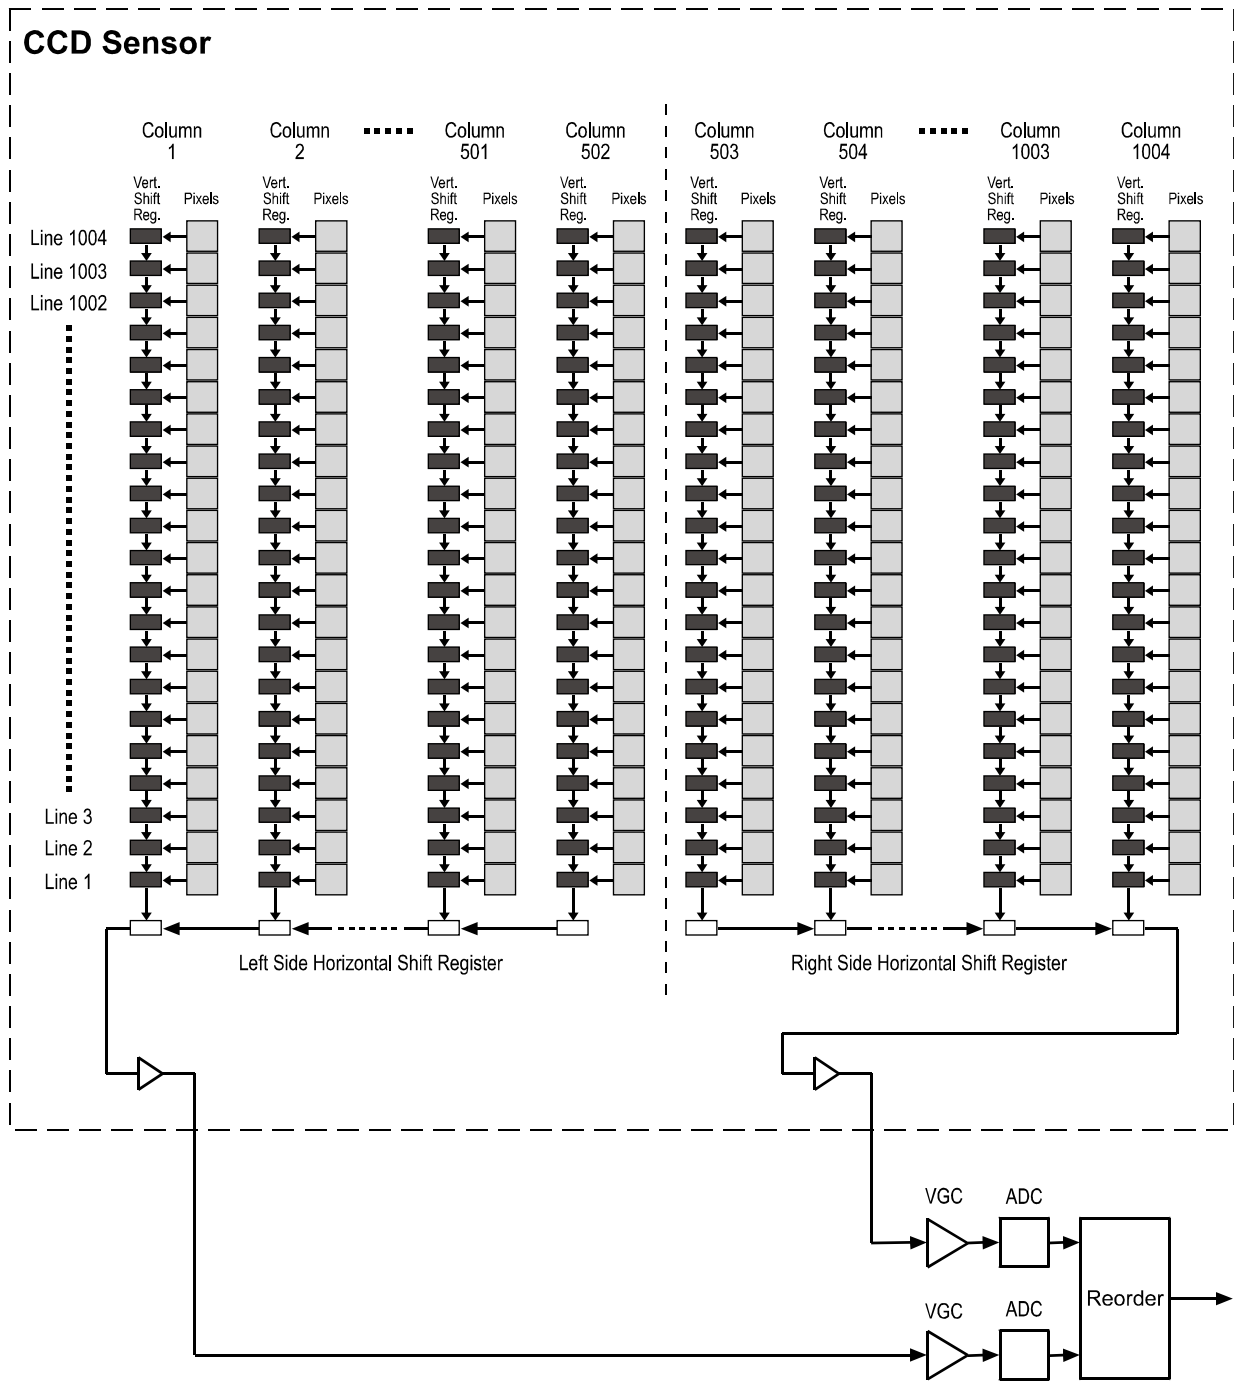 CCD Sensor
Column Column Column Column Column Column Column Column
1 2 501 502 503 504 1003 1004
Vert. Vert. Vert. Vert. Vert. Vert. Vert. Vert.
Shift Pixels Shift Pixels Shift Pixels Shift Pixels Shift Pixels Shift Pixels Shift Pixels Shift Pixels
Reg. Reg. Reg. Reg. Reg. Reg. Reg. Reg.
Line 1004
Line 1003
Line 1002
Line 3
Line 2
Line 1
Left Side Horizontal Shift Register Right Side Horizontal Shift Register
VGC ADC
Reorder
VGC ADC